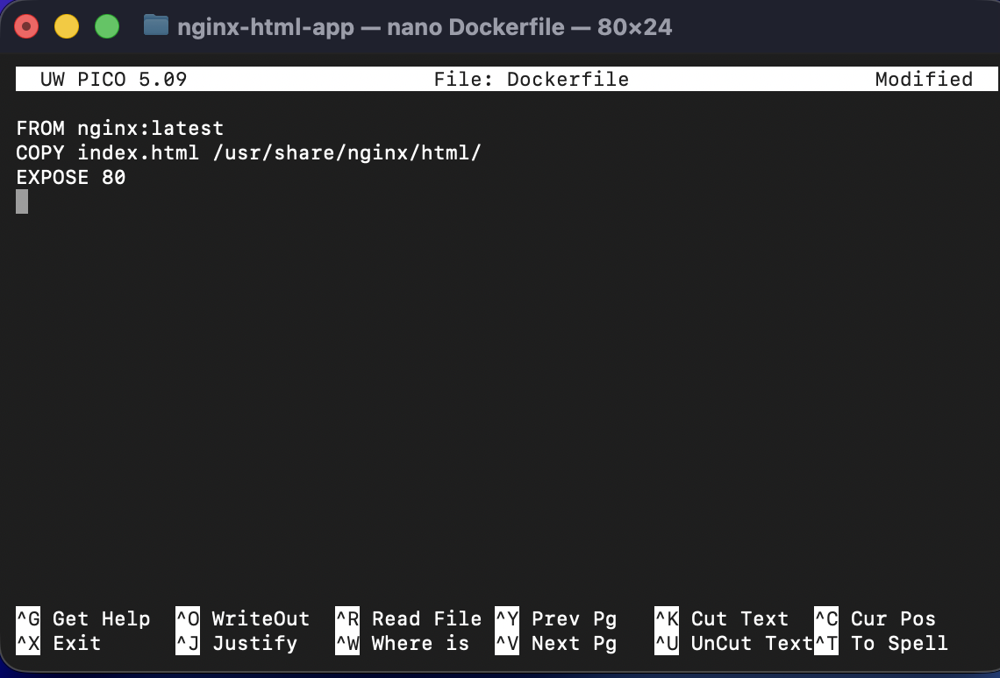 nginx-html-app — nano Dockerfile — 80×24
UW PICO 5.09 File: Dockerfile Modified
FROM nginx:latest
COPY index.html /usr/share/nginx/html/
EXPOSE 80
^G Get Help ^O WriteOut ^R Read File ^Y Prev Pg ^K Cut Text ^C Cur Pos
^X Exit ^J Justify ^W Where is ^V Next Pg ^U UnCut Text^T To Spell